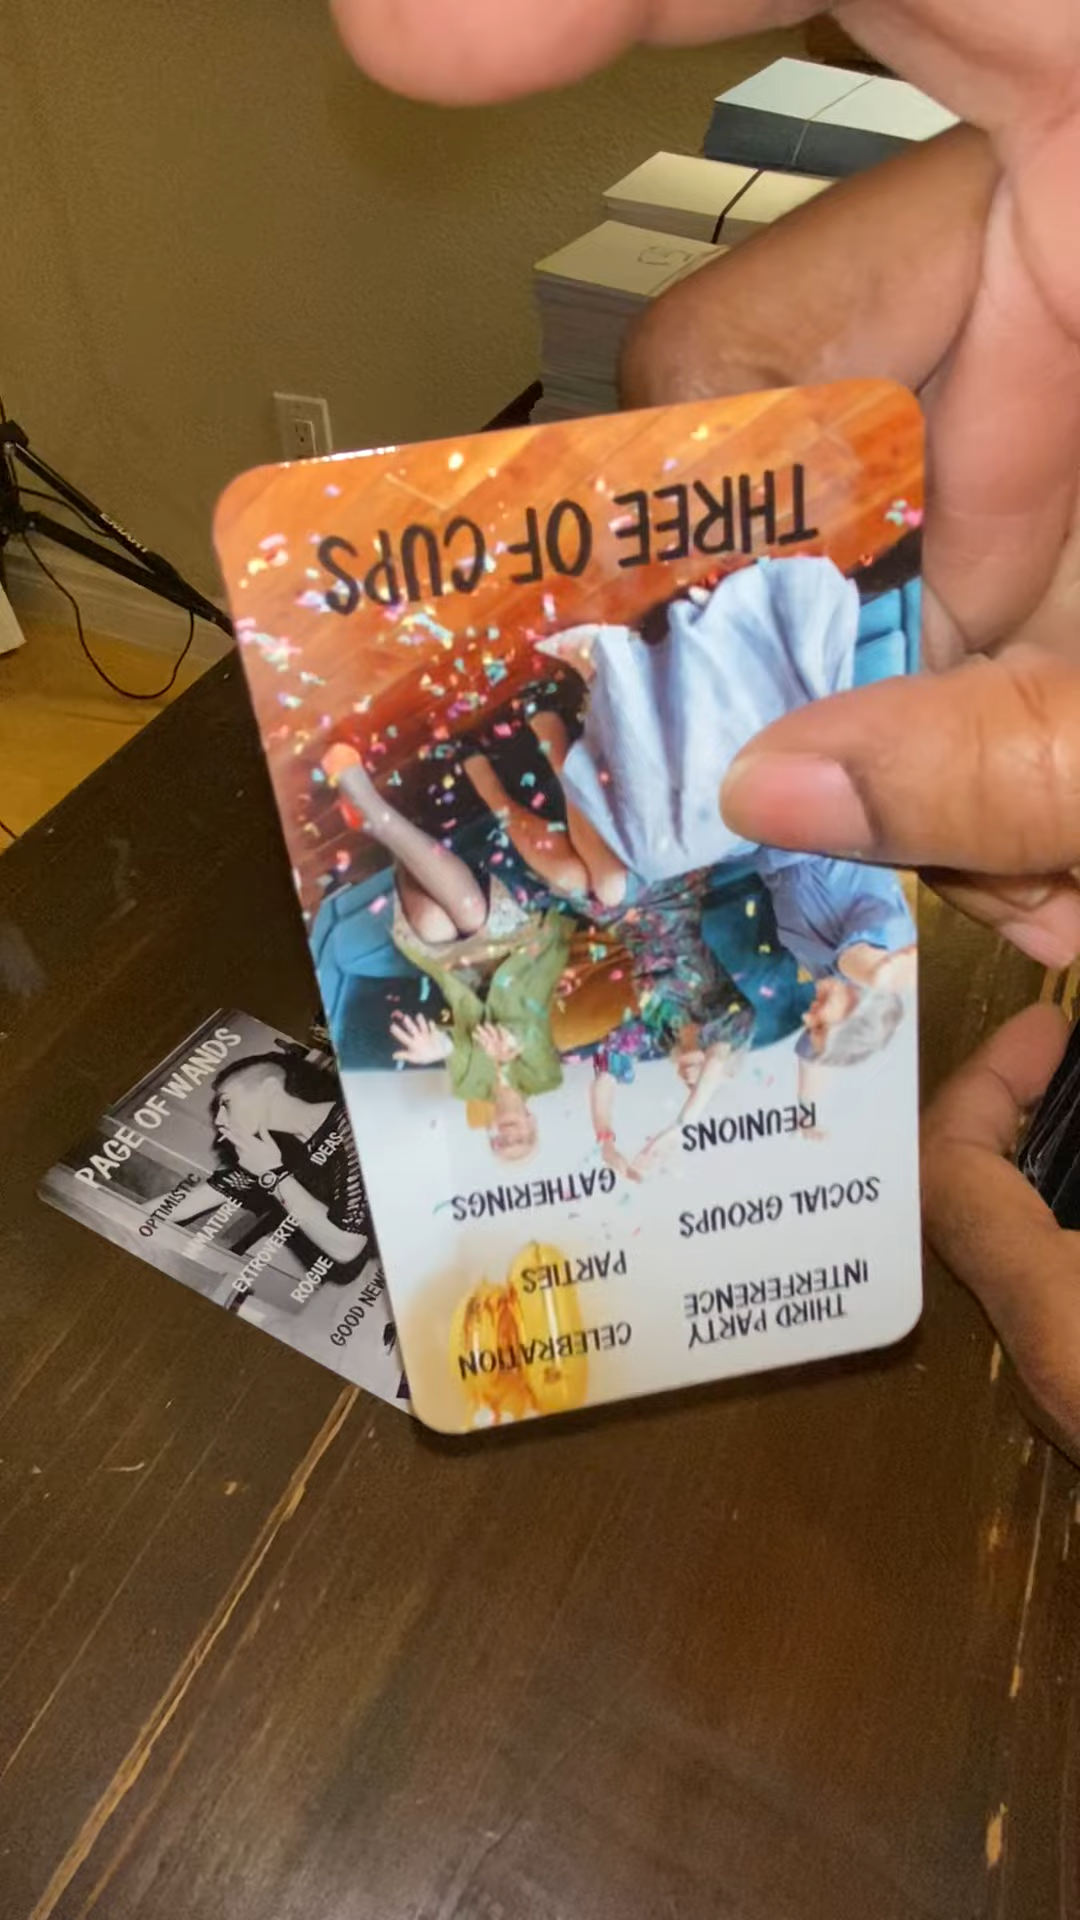 THREE OF CUPS
REUNIONS
GATHERINGS
SOCIAL GROUPS
PARTIES
THIRD PARTY
INTERFERENCE
CELEBRATION
PAGE OF WANDS
OPTIMISTIC
IMMATURE
IDEAS
EXTROVERTE
ROGUE
GOOD NEWS